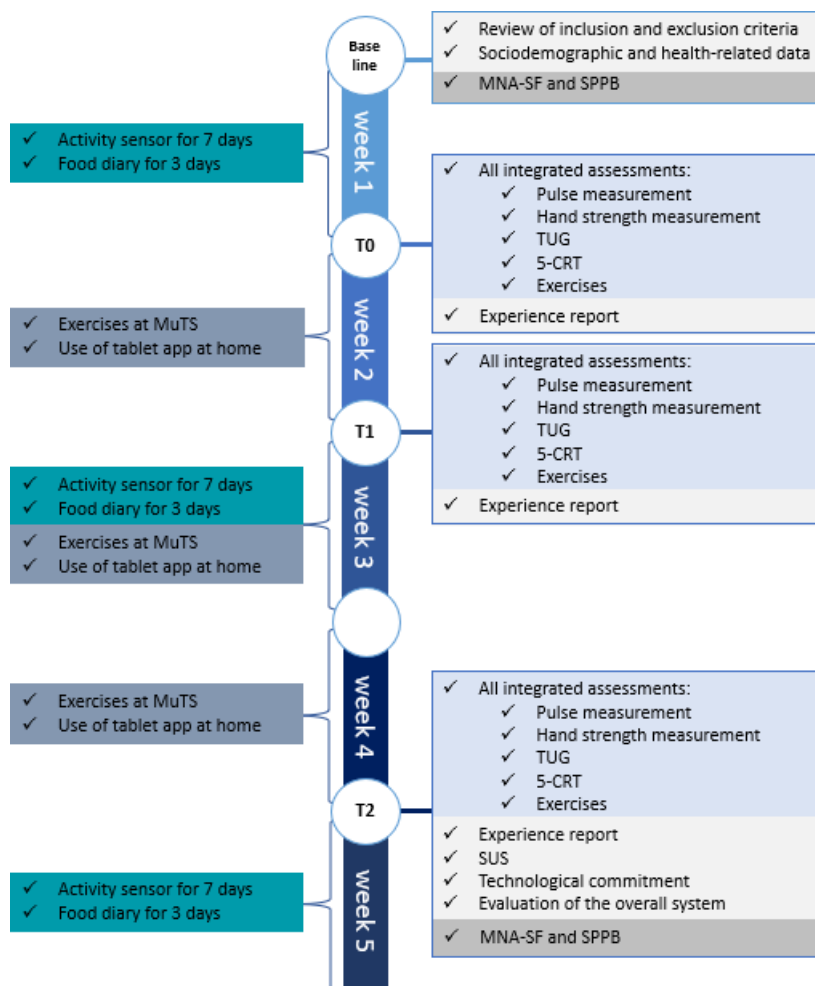 Base
line
✓ Review of inclusion and exclusion criteria
✓ Sociodemographic and health-related data
✓ MNA-SF and SPPB
week 1
✓ Activity sensor for 7 days
✓ Food diary for 3 days
T0
✓ All integrated assessments:
✓ Pulse measurement
✓ Hand strength measurement
✓ TUG
✓ 5-CRT
✓ Exercises
✓ Experience report
week 2
✓ Exercises at MuTS
✓ Use of tablet app at home
T1
✓ All integrated assessments:
✓ Pulse measurement
✓ Hand strength measurement
✓ TUG
✓ 5-CRT
✓ Exercises
✓ Experience report
week 3
✓ Activity sensor for 7 days
✓ Food diary for 3 days
✓ Exercises at MuTS
✓ Use of tablet app at home
week 4
✓ Exercises at MuTS
✓ Use of tablet app at home
T2
✓ All integrated assessments:
✓ Pulse measurement
✓ Hand strength measurement
✓ TUG
✓ 5-CRT
✓ Exercises
✓ Experience report
✓ SUS
✓ Technological commitment
✓ Evaluation of the overall system
✓ MNA-SF and SPPB
week 5
✓ Activity sensor for 7 days
✓ Food diary for 3 days